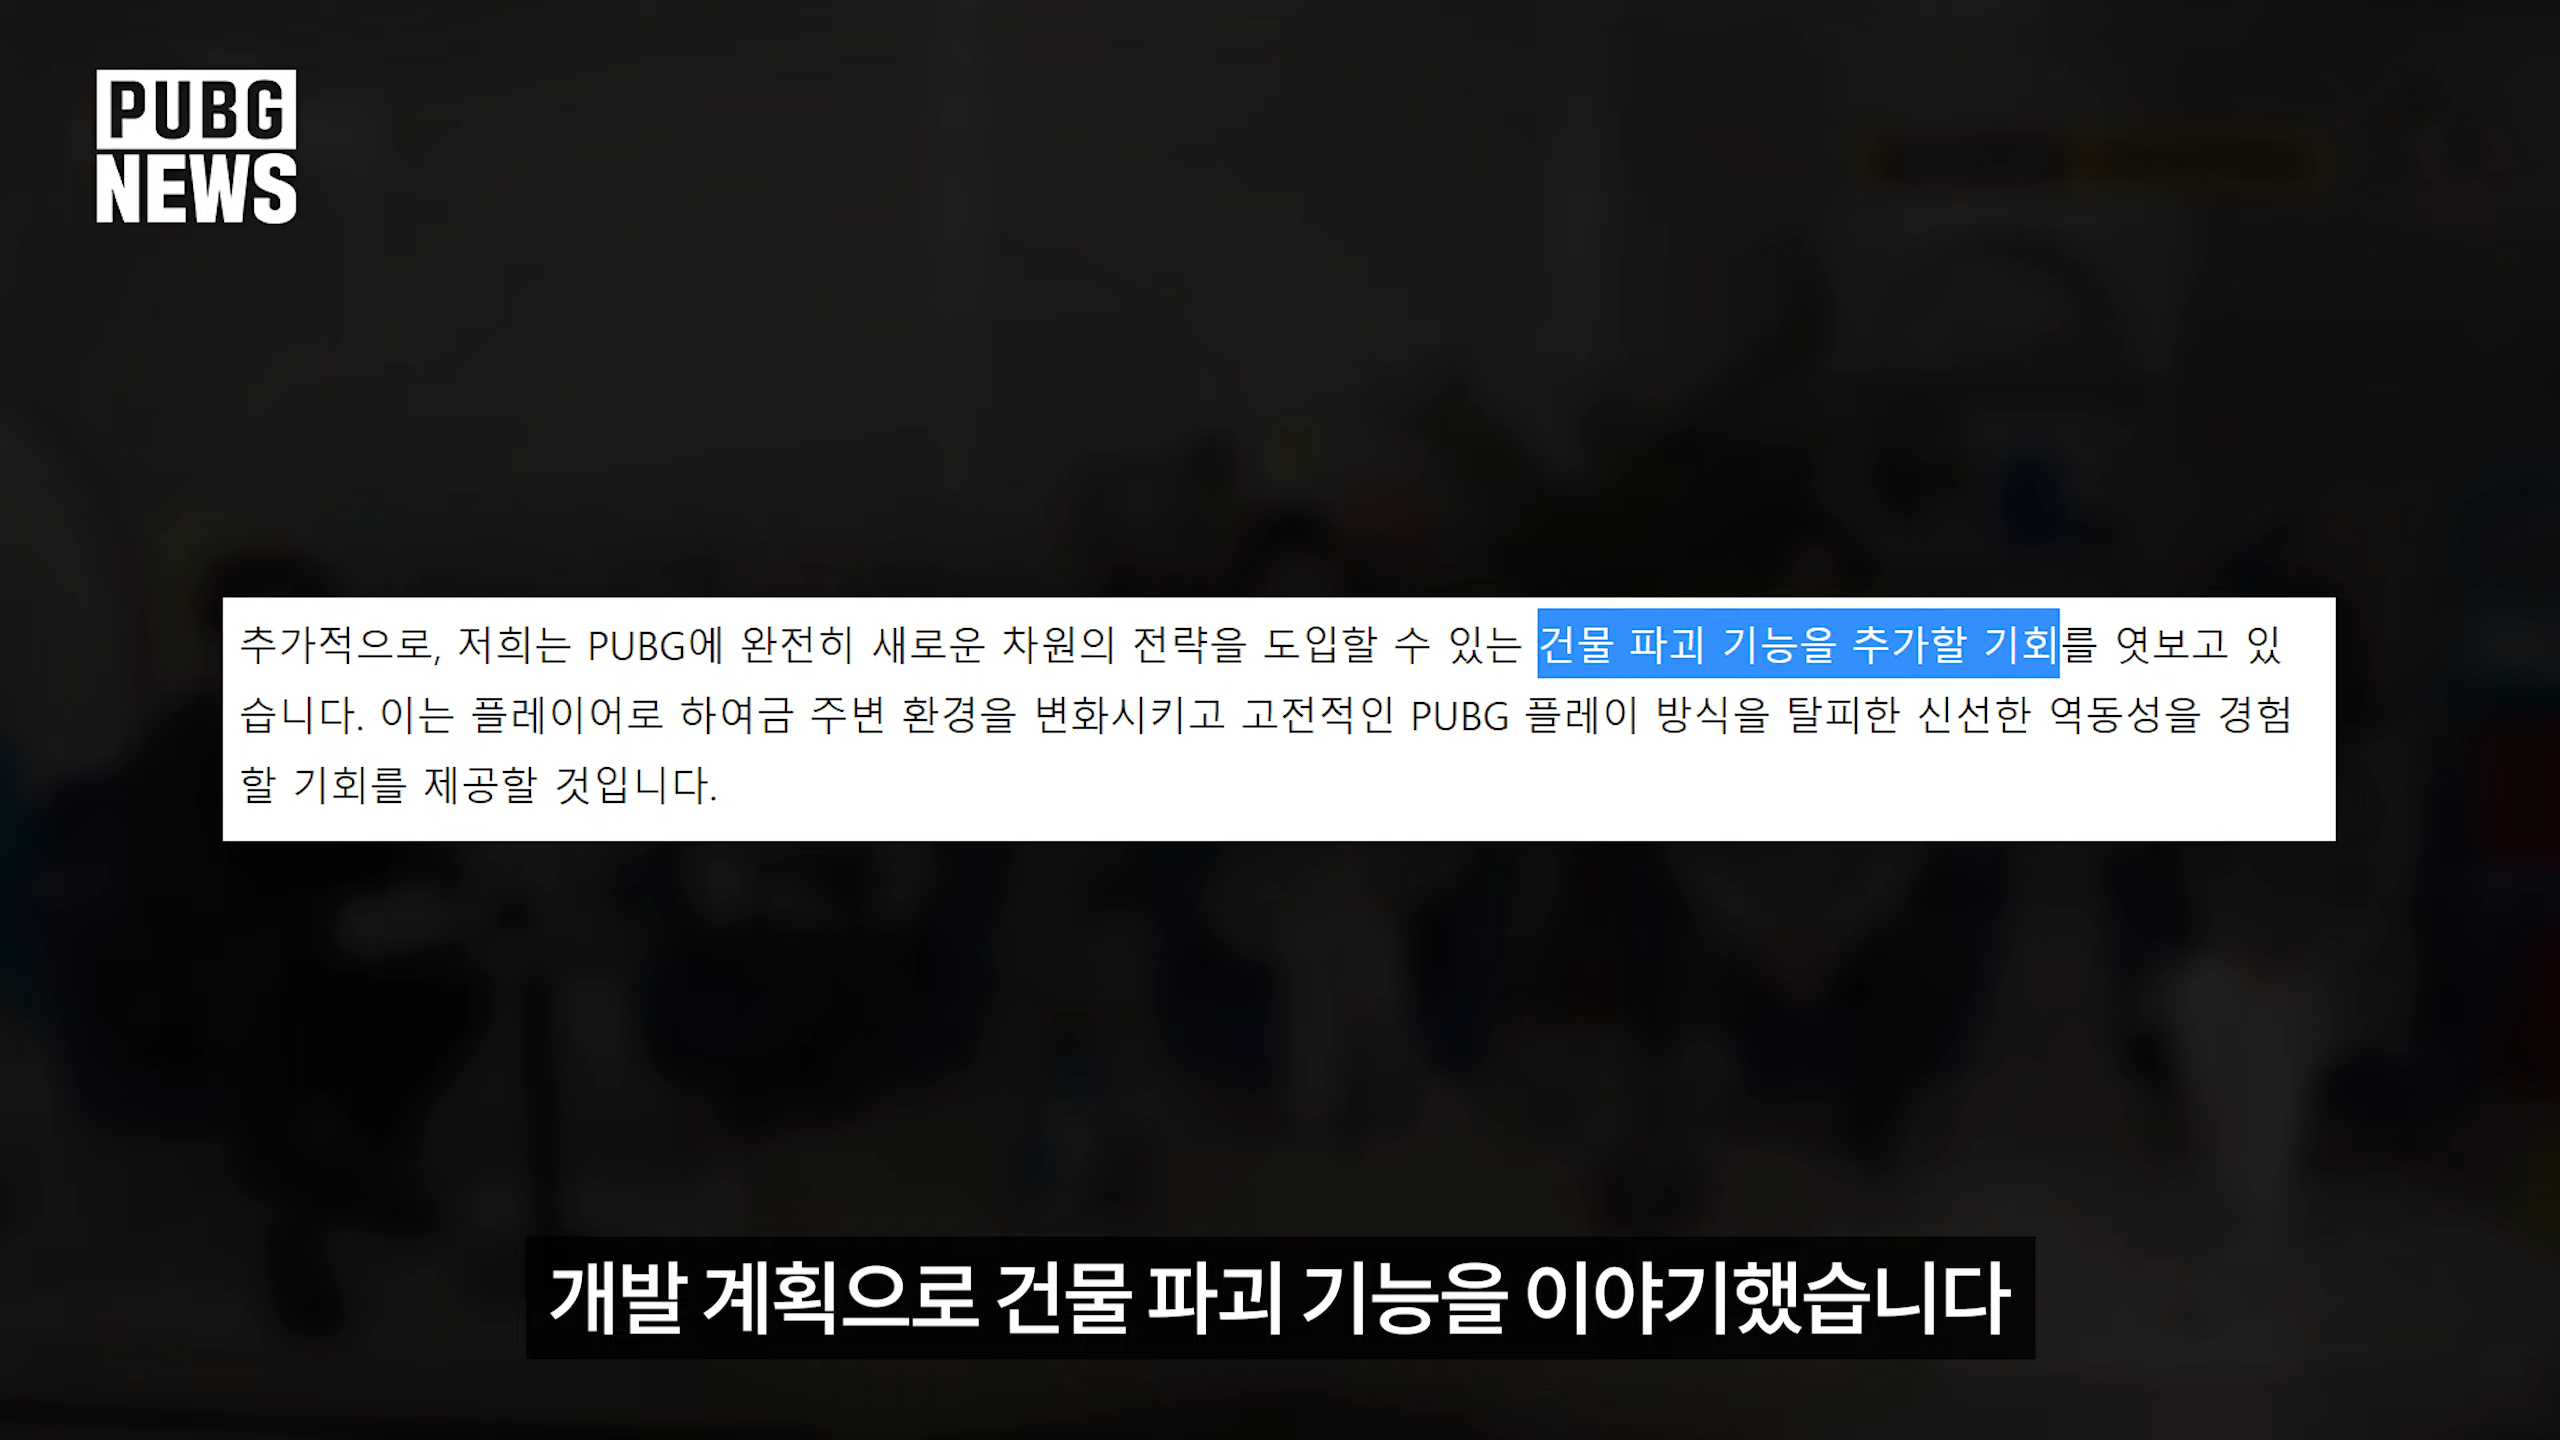 PUBG
NEWS
추가적으로, 저희는 PUBG에 완전히 새로운 차원의 전략을 도입할 수 있는 건물 파괴 기능을 추가할 기회를 엿보고 있
습니다. 이는 플레이어로 하여금 주변 환경을 변화시키고 고전적인 PUBG 플레이 방식을 탈피한 신선한 역동성을 경험
할 기회를 제공할 것입니다.
개발 계획으로 건물 파괴 기능을 이야기했습니다